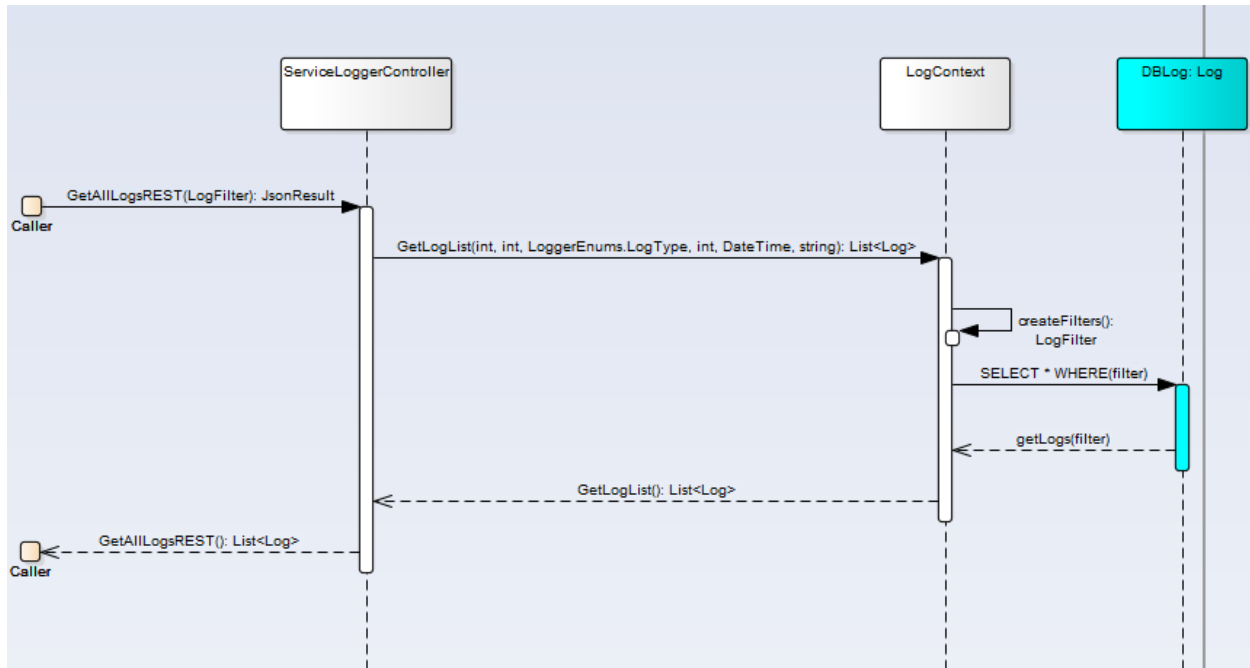 ServiceLoggerController
LogContext
DBLog: Log
GetAllLogsREST(LogFilter): JsonResult
Caller
GetLogList(int, int, LoggerEnums.LogType, int, DateTime, string): List<Log>
createFilters():
LogFilter
SELECT * WHERE(filter)
getLogs(filter)
GetLogList(): List<Log>
GetAllLogsREST(): List<Log>
Caller